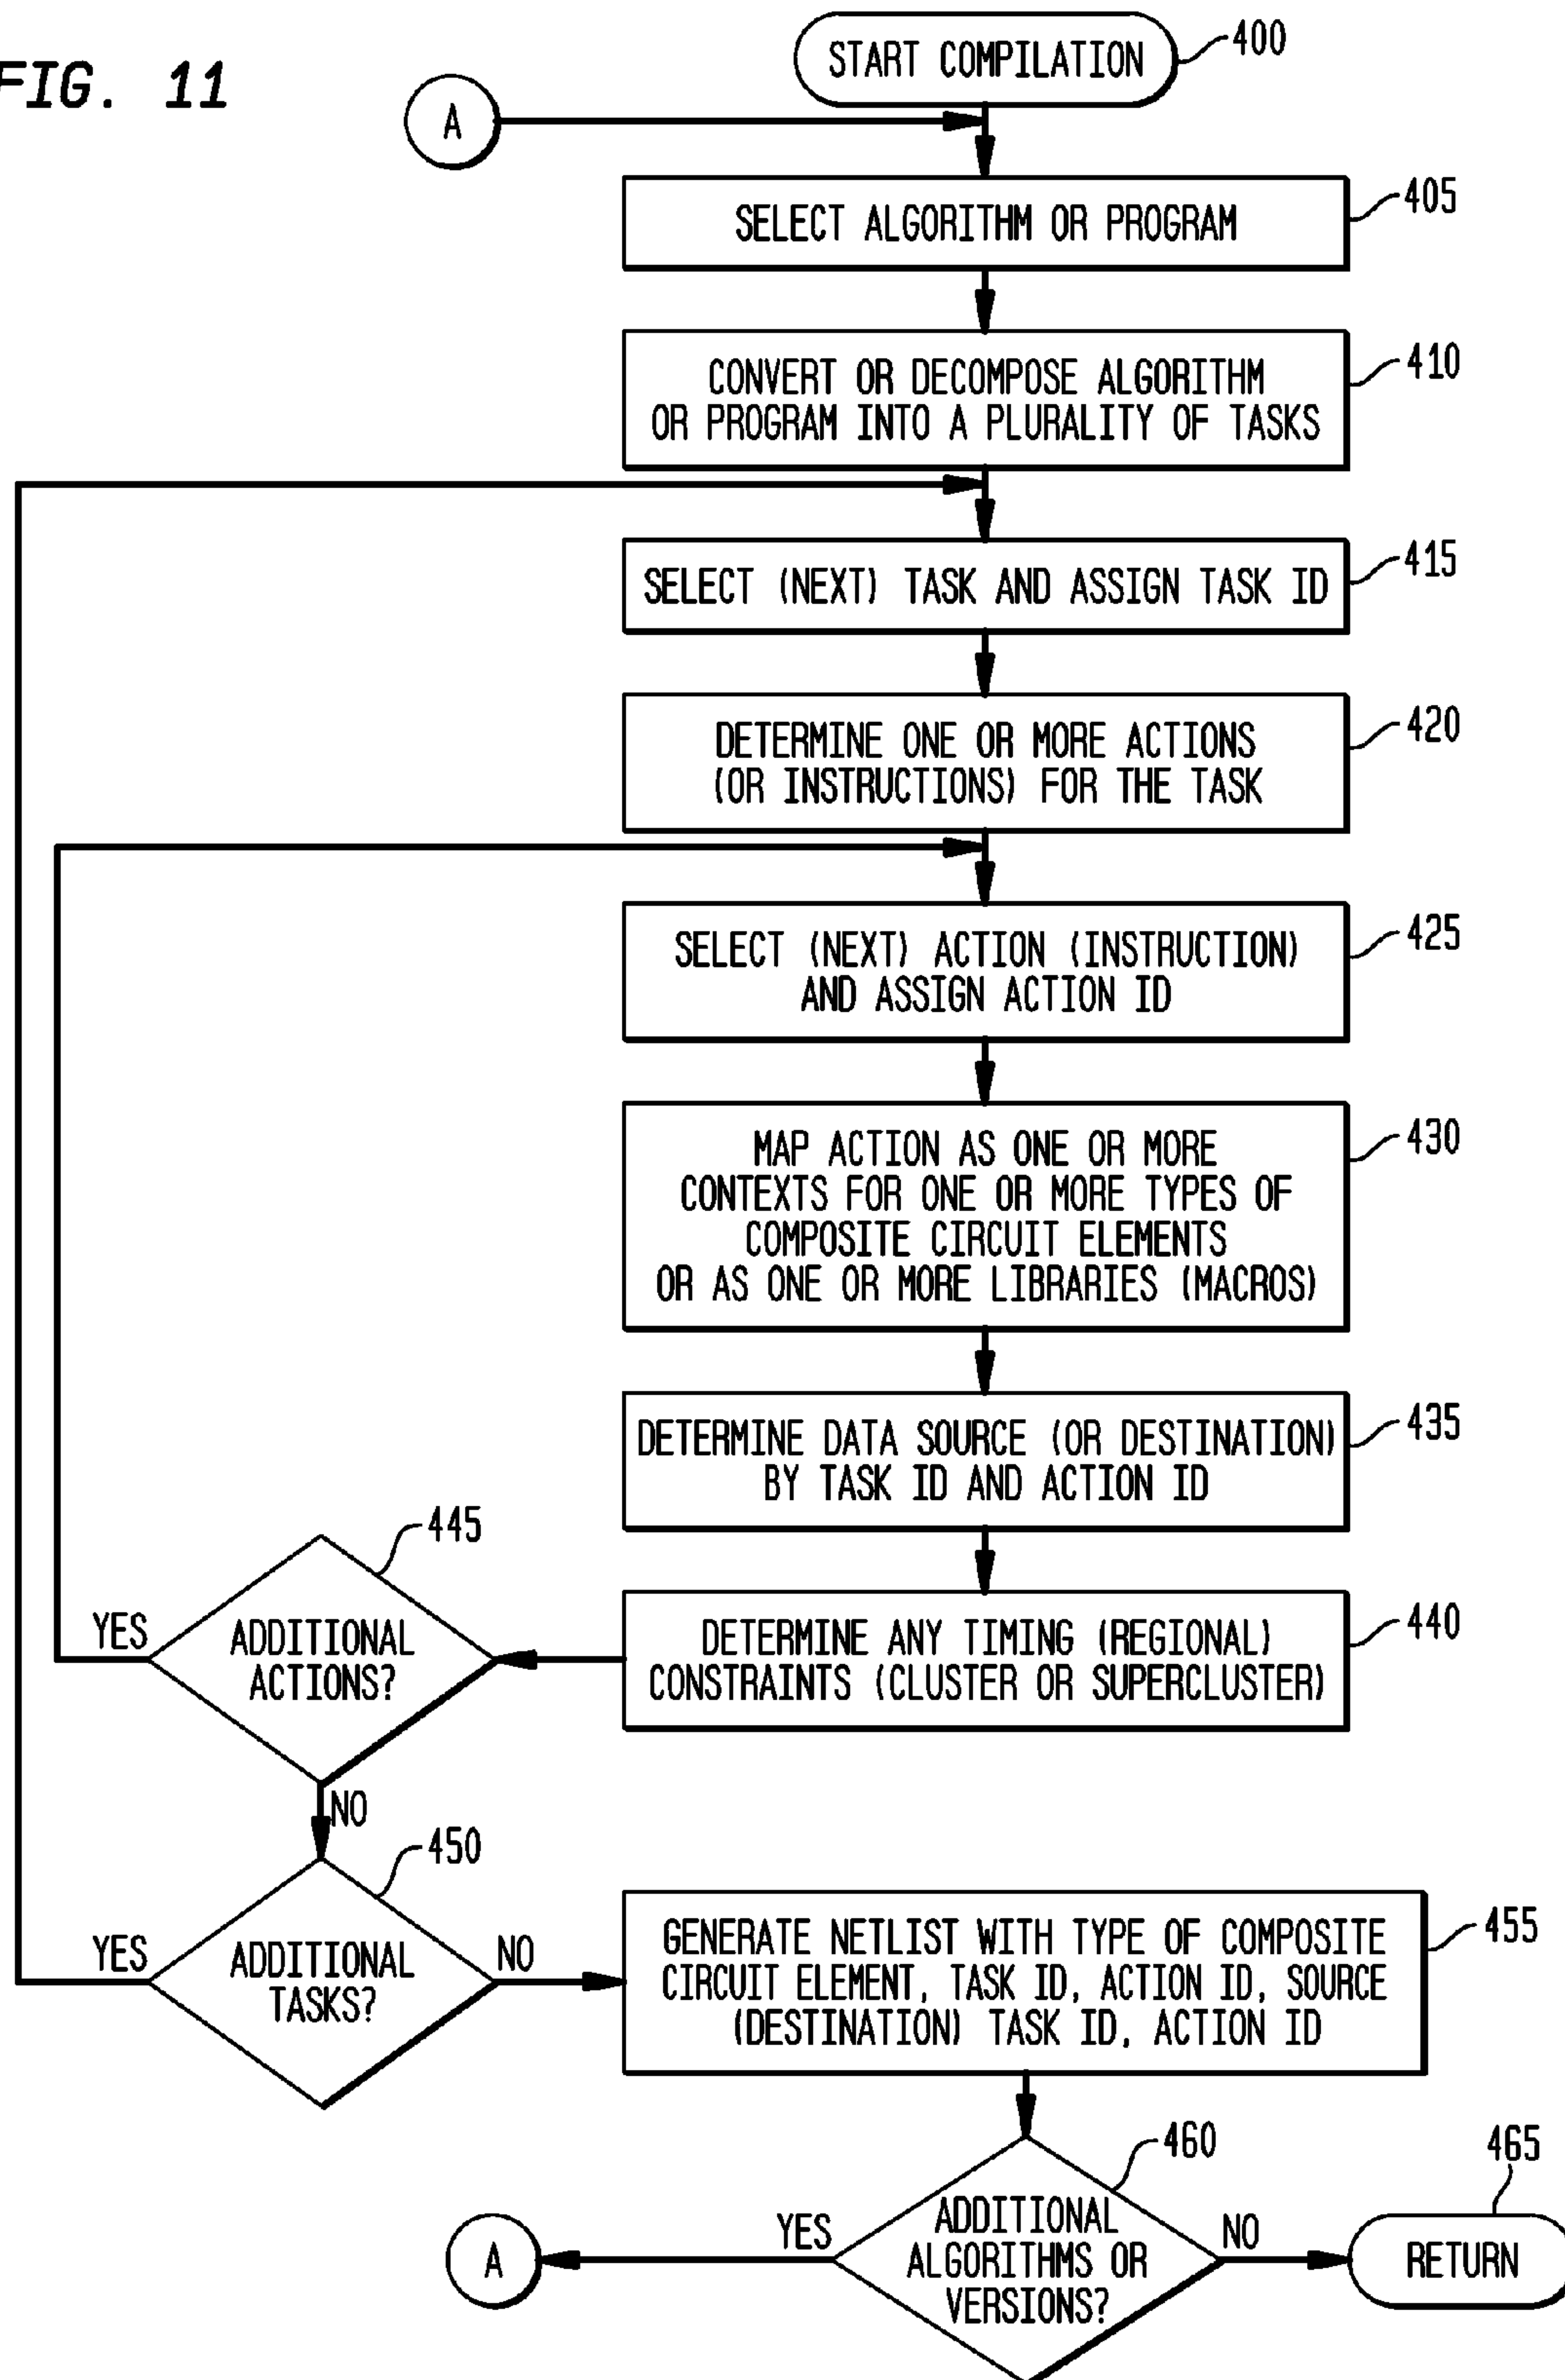 FIG. 11
START COMPILATION
400
A
SELECT ALGORITHM OR PROGRAM
405
CONVERT OR DECOMPOSE ALGORITHM
OR PROGRAM INTO A PLURALITY OF TASKS
410
SELECT (NEXT) TASK AND ASSIGN TASK ID
415
DETERMINE ONE OR MORE ACTIONS
(OR INSTRUCTIONS) FOR THE TASK
420
SELECT (NEXT) ACTION (INSTRUCTION)
AND ASSIGN ACTION ID
425
MAP ACTION AS ONE OR MORE
CONTEXTS FOR ONE OR MORE TYPES OF
COMPOSITE CIRCUIT ELEMENTS
OR AS ONE OR MORE LIBRARIES (MACROS)
430
DETERMINE DATA SOURCE (OR DESTINATION)
BY TASK ID AND ACTION ID
435
DETERMINE ANY TIMING (REGIONAL)
CONSTRAINTS (CLUSTER OR SUPERCLUSTER)
440
445
YES
ADDITIONAL
ACTIONS?
NO
450
YES
ADDITIONAL
TASKS?
NO
GENERATE NETLIST WITH TYPE OF COMPOSITE
CIRCUIT ELEMENT, TASK ID, ACTION ID, SOURCE
(DESTINATION) TASK ID, ACTION ID
455
460
YES
ADDITIONAL
ALGORITHMS OR
VERSIONS?
NO
A
465
RETURN